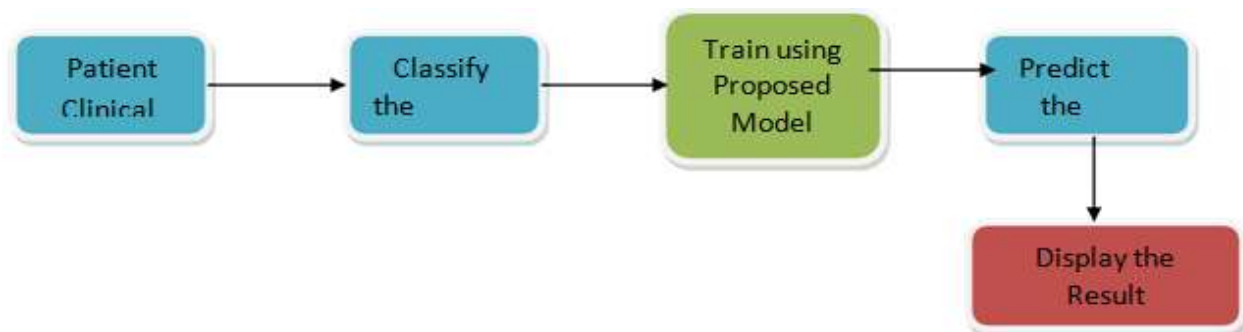 Patient
Clinical
Classify
the
Train using
Proposed
Model
Predict
the
Display the
Result